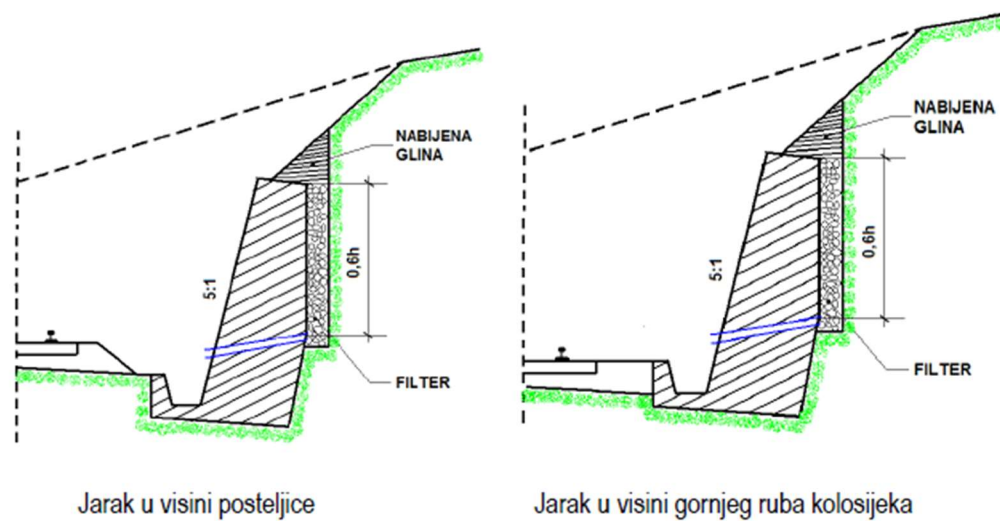 NABIJENA
GLINA
5:1
0,6h
FILTER
Jarak u visini posteljice
NABIJENA
GLINA
5:1
0,6h
FILTER
Jarak u visini gornjeg ruba kolosijeka